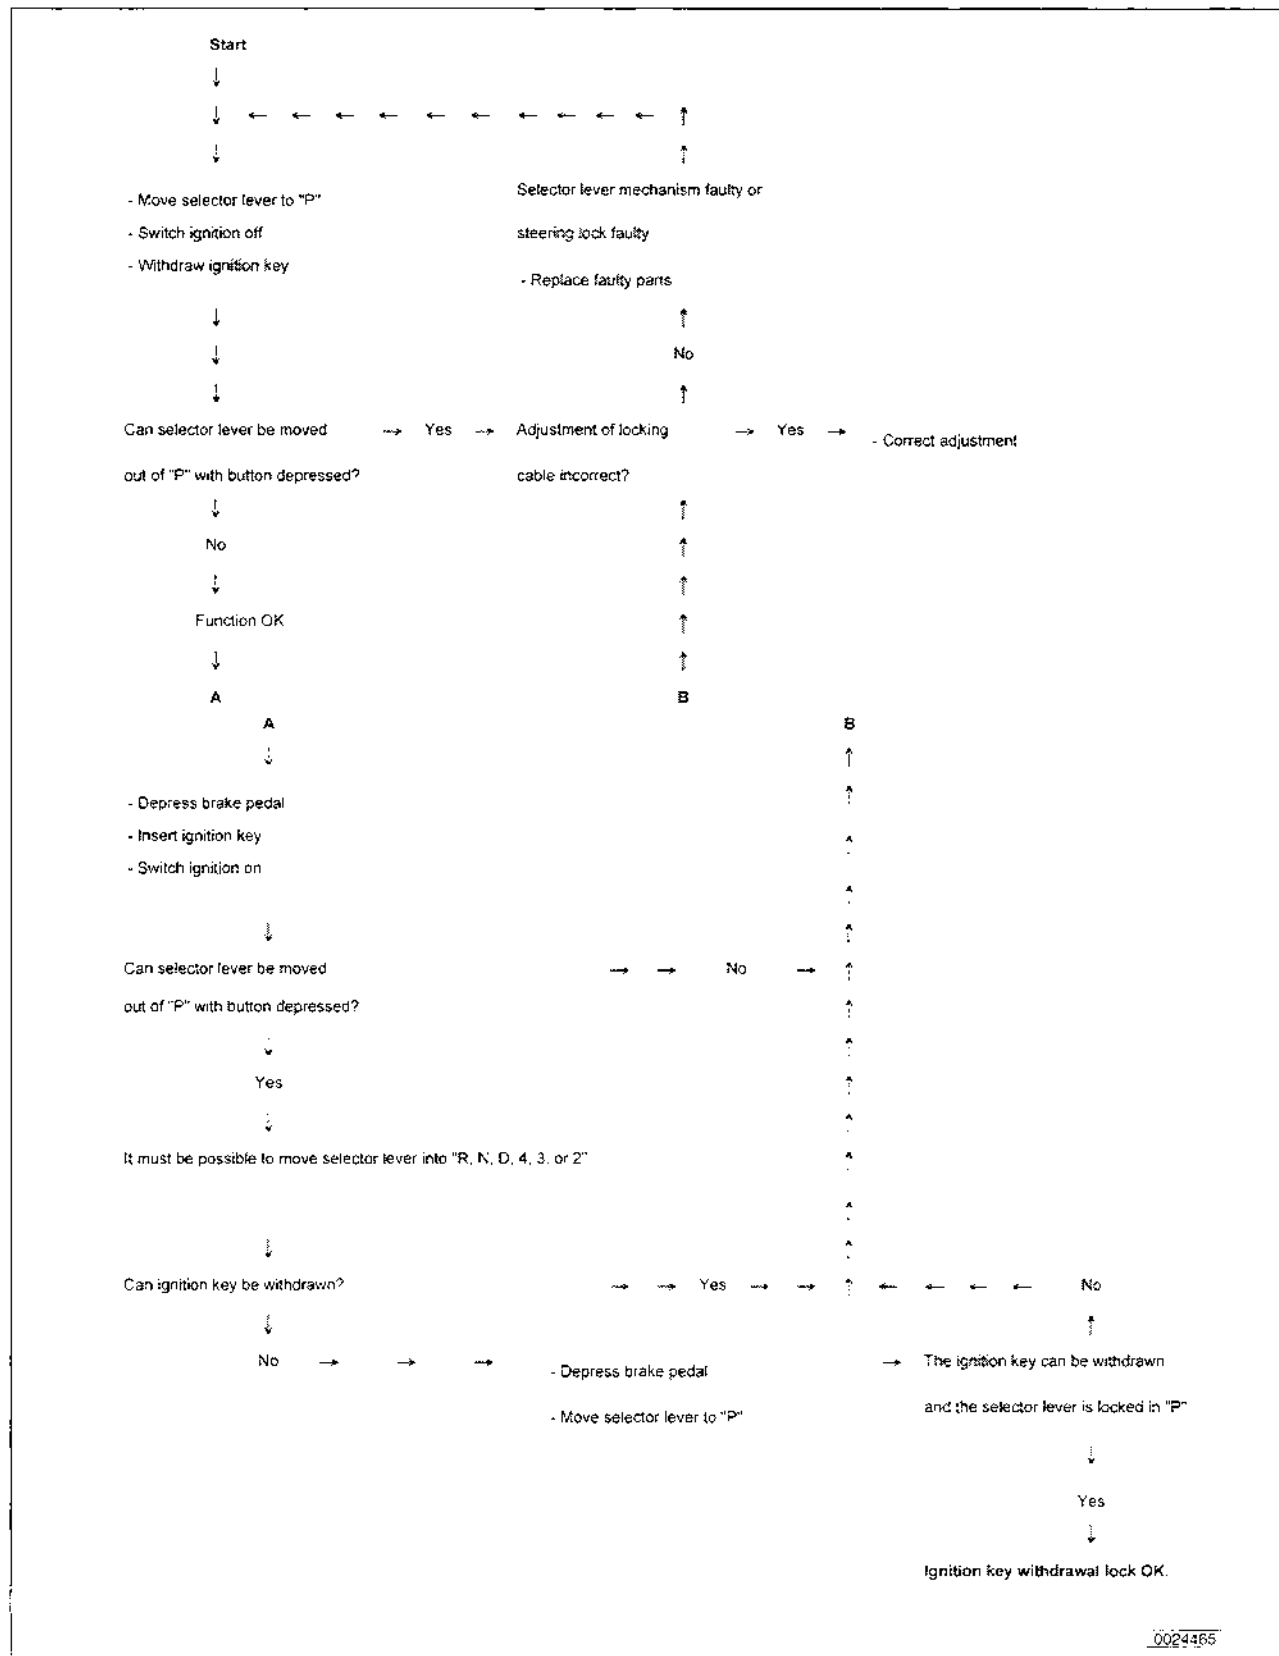 Start
- Move selector lever to "P"
- Switch ignition off
- Withdraw ignition key
Selector lever mechanism faulty or
steering lock faulty
- Replace faulty parts
No
Can selector lever be moved
out of "P" with button depressed?
Yes
Adjustment of locking
cable incorrect?
Yes
- Correct adjustment
No
Function OK
A
B
A
B
- Depress brake pedal
- Insert ignition key
- Switch ignition on
Can selector lever be moved
out of "P" with button depressed?
No
Yes
It must be possible to move selector lever into "R, N, D, 4, 3. or 2"
Can ignition key be withdrawn?
Yes
No
No
- Depress brake pedal
- Move selector lever to "P"
The ignition key can be withdrawn
and the selector lever is locked in "P"
Yes
Ignition key withdrawal lock OK.
0024465